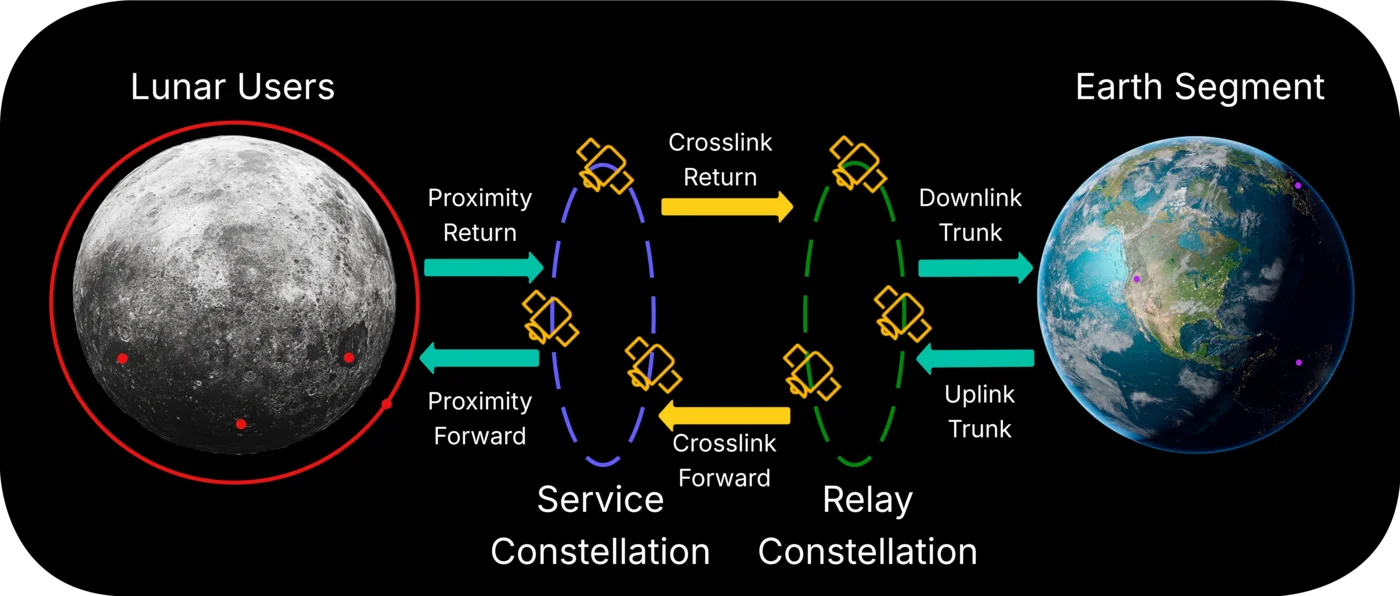 Lunar Users
Earth Segment
Crosslink
Return
Proximity
Return
Downlink
Trunk
Proximity
Forward
Crosslink
Forward
Uplink
Trunk
Service
Constellation
Relay
Constellation